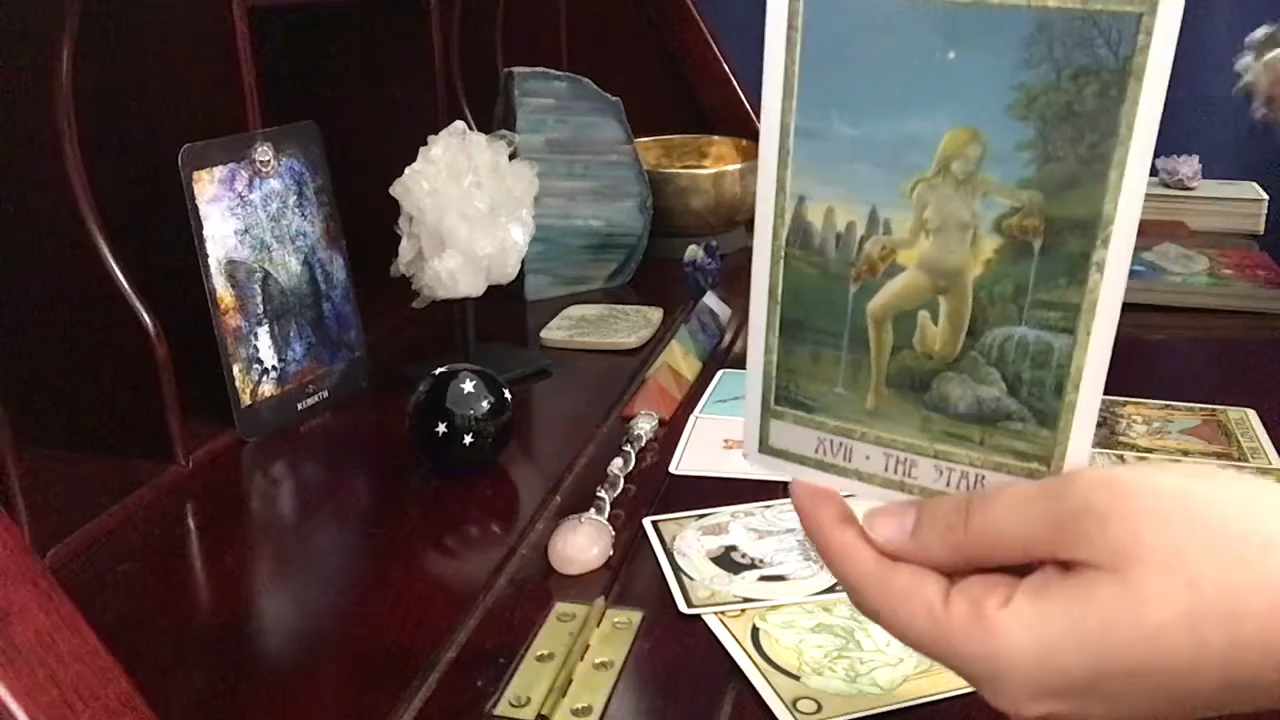 REBIRTH
XVII • THE STAR